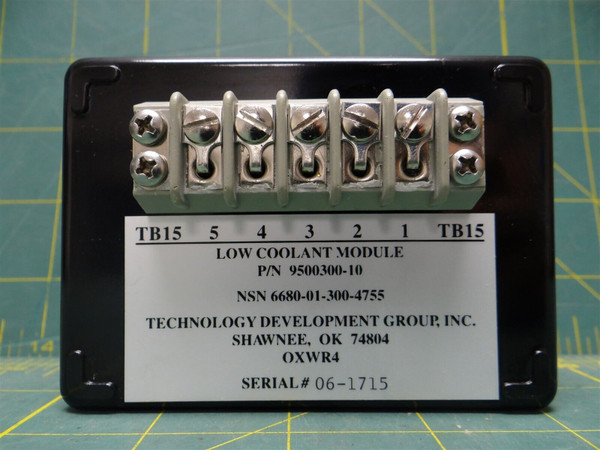 TB15 5 4 3 2 1 TB15
LOW COOLANT MODULE
P/N 9500300-10
NSN 6680-01-300-4755
TECHNOLOGY DEVELOPMENT GROUP, INC.
SHAWNEE, OK 74804
OXWR4
SERIAL# 06-1715
14